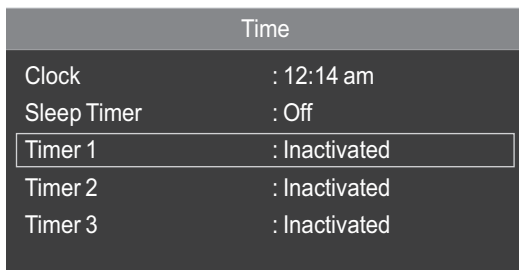 Time
Clock : 12:14 am
Sleep Timer : Off
Timer 1 : Inactivated
Timer 2 : Inactivated
Timer 3 : Inactivated